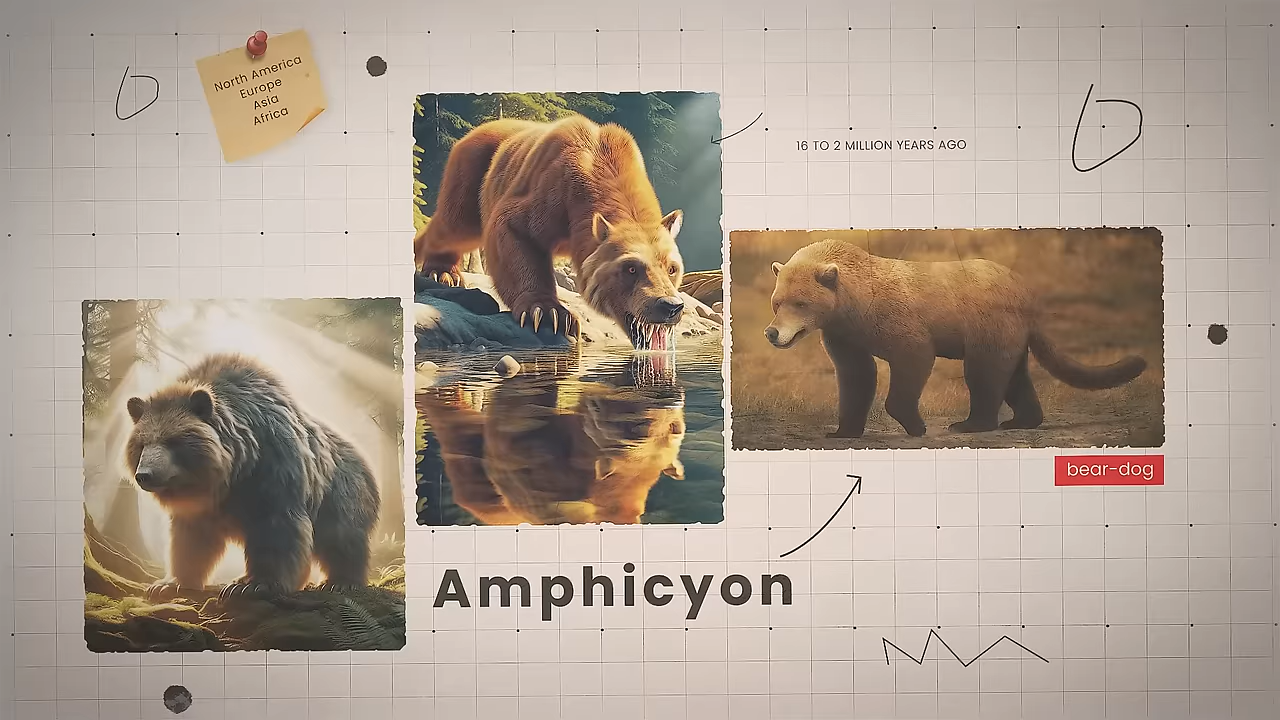 North America
Europe
Asia
Africa
16 TO 2 MILLION YEARS AGO
bear-dog
Amphicyon